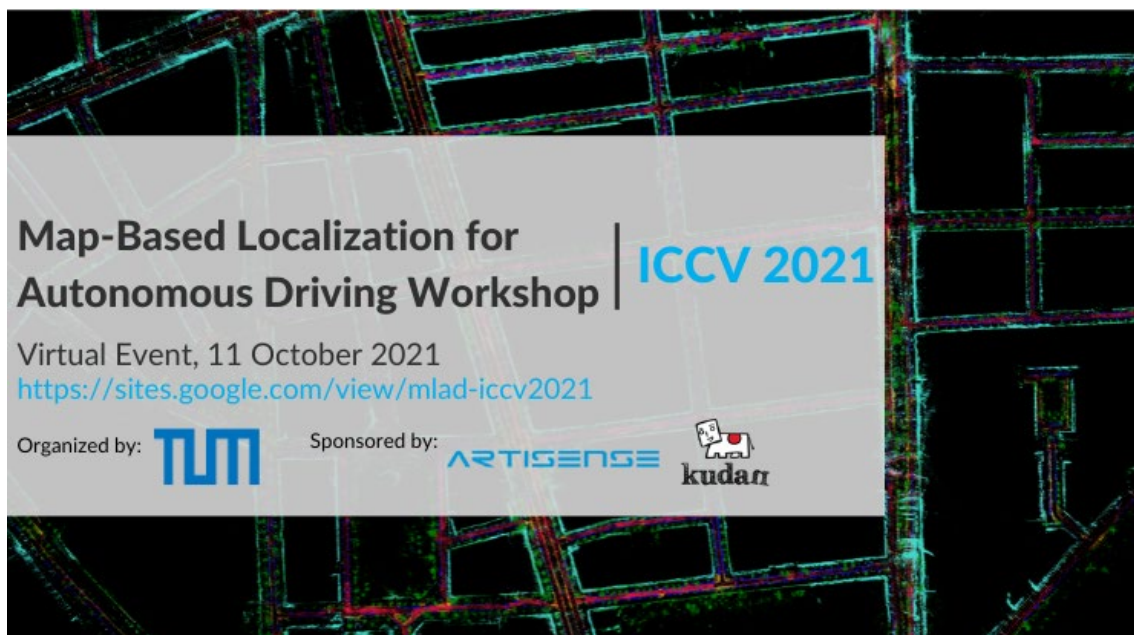 Map-Based Localization for
Autonomous Driving Workshop
ICCV 2021
Virtual Event, 11 October 2021
https://sites.google.com/view/mlad-iccv2021
Organized by:
TUM
Sponsored by:
ARTISENSE
kudan